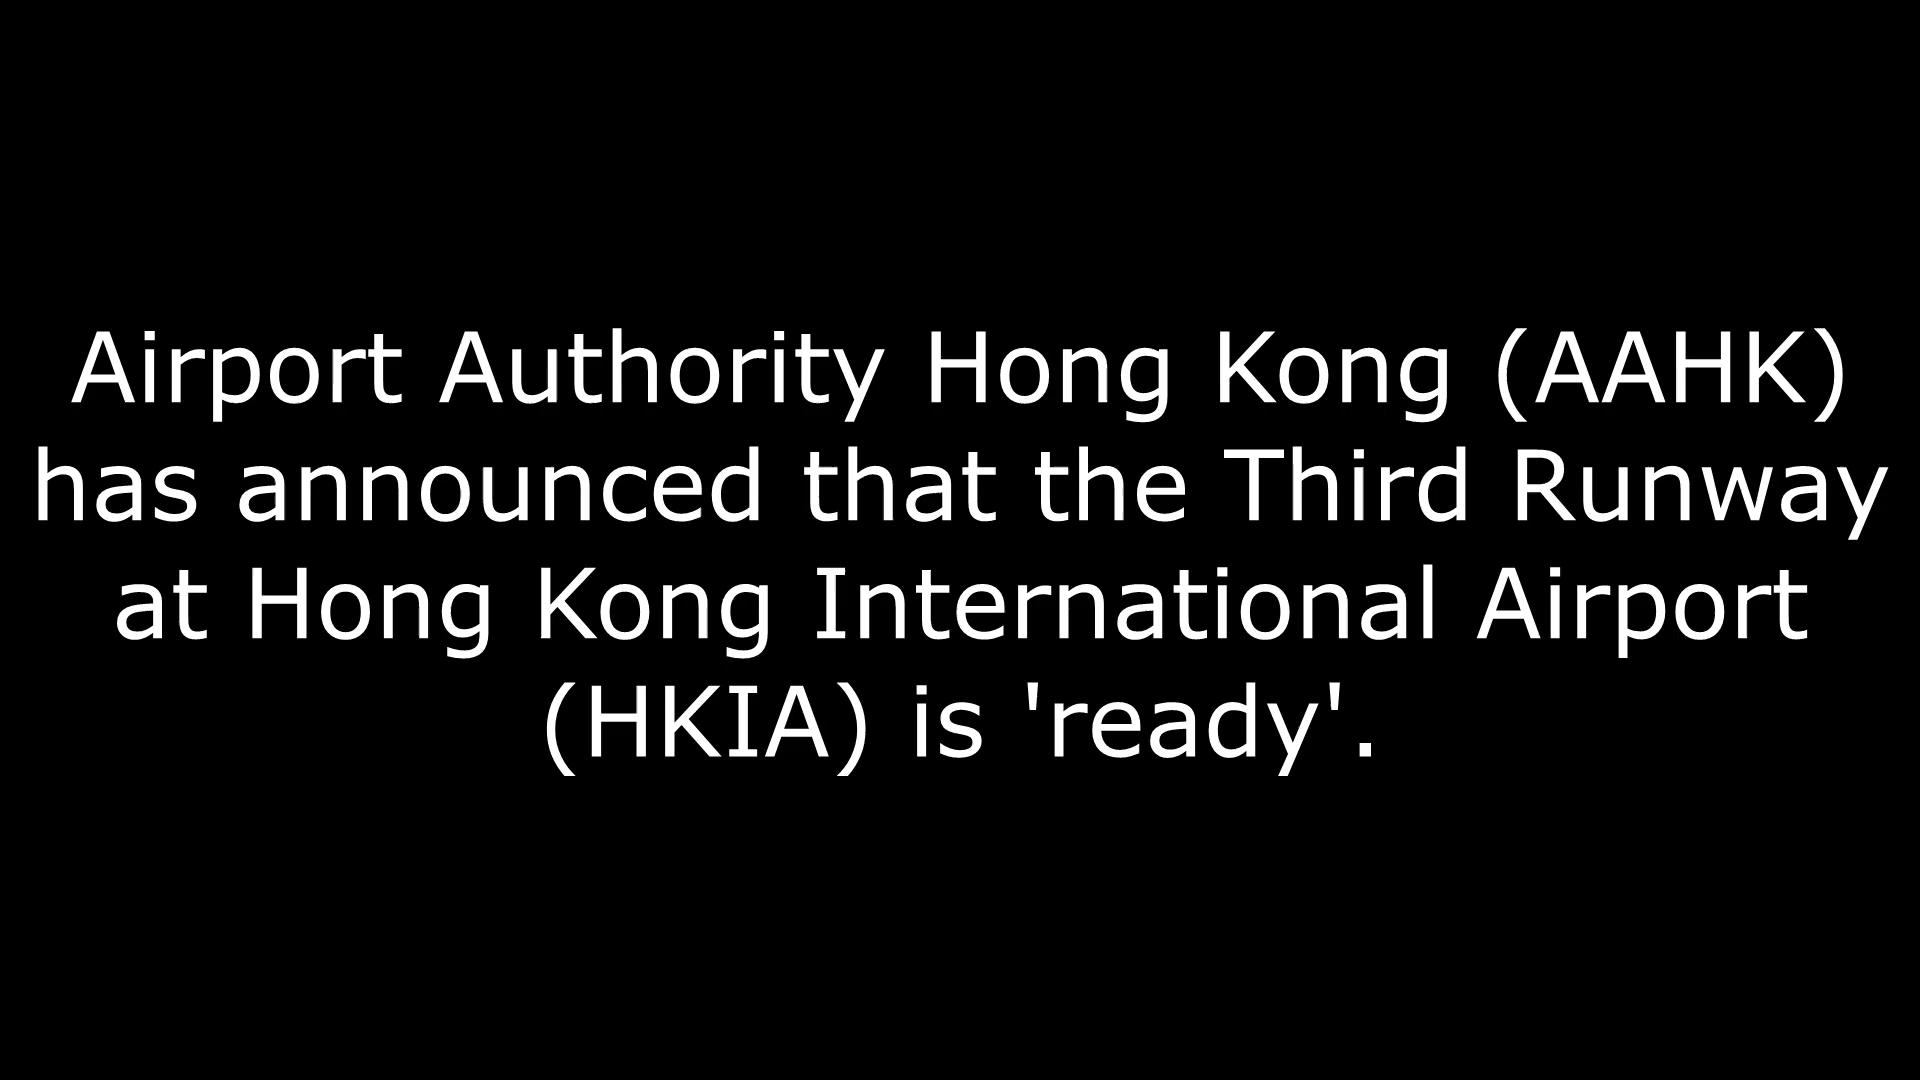 Airport Authority Hong Kong (AAHK)
has announced that the Third Runway
at Hong Kong International Airport
(HKIA) is 'ready'.